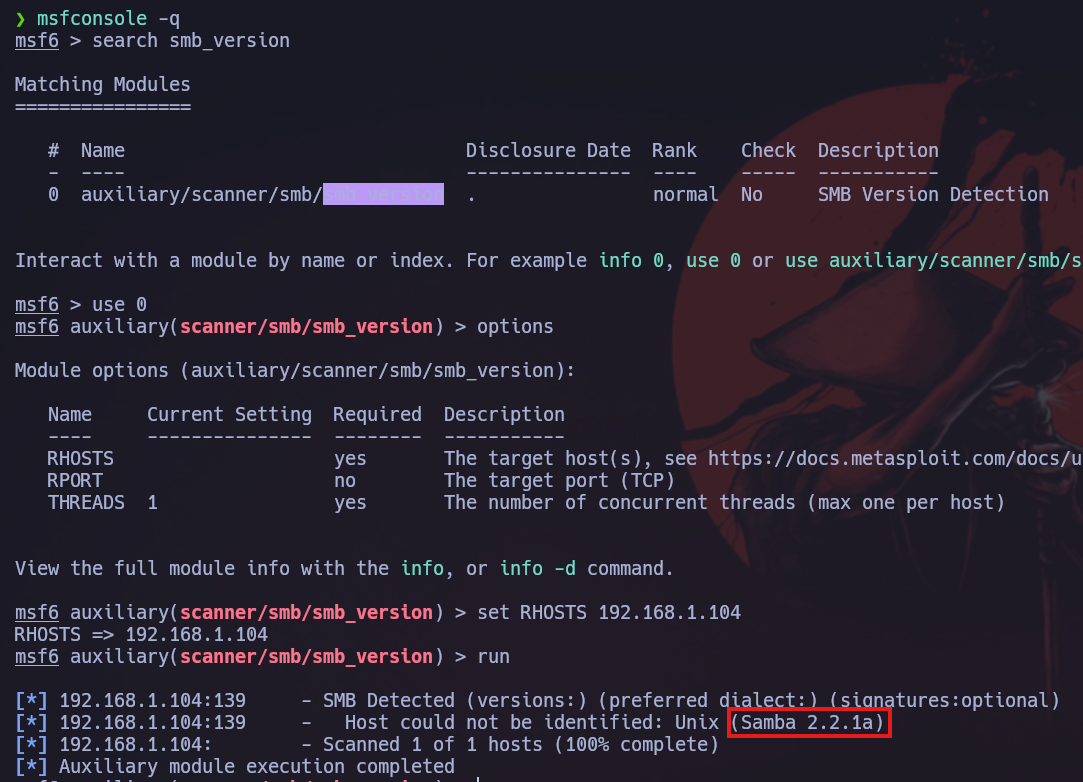 ❯ msfconsole -q
msf6 > search smb_version
Matching Modules
================
# Name Disclosure Date Rank Check Description
- ---- --------------- ---- ----- -----------
0 auxiliary/scanner/smb/smb_version . normal No SMB Version Detection
Interact with a module by name or index. For example info 0, use 0 or use auxiliary/scanner/smb/s
msf6 > use 0
msf6 auxiliary(scanner/smb/smb_version) > options
Module options (auxiliary/scanner/smb/smb_version):
Name Current Setting Required Description
---- --------------- -------- -----------
RHOSTS yes The target host(s), see https://docs.metasploit.com/docs/u
RPORT no The target port (TCP)
THREADS 1 yes The number of concurrent threads (max one per host)
View the full module info with the info, or info -d command.
msf6 auxiliary(scanner/smb/smb_version) > set RHOSTS 192.168.1.104
RHOSTS => 192.168.1.104
msf6 auxiliary(scanner/smb/smb_version) > run
[*] 192.168.1.104:139 - SMB Detected (versions:) (preferred dialect:) (signatures:optional)
[*] 192.168.1.104:139 - Host could not be identified: Unix (Samba 2.2.1a)
[*] 192.168.1.104: - Scanned 1 of 1 hosts (100% complete)
[*] Auxiliary module execution completed